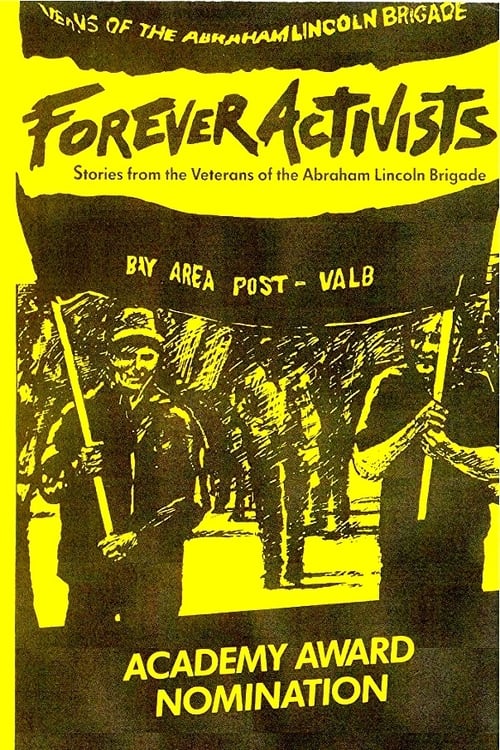 OF THE ABRAHAM LINCOLN BRIGADE
FOREVER ACTIVISTS
Stories from the Veterans of the Abraham Lincoln Brigade
BAY AREA POST - VALB
ACADEMY AWARD
NOMINATION